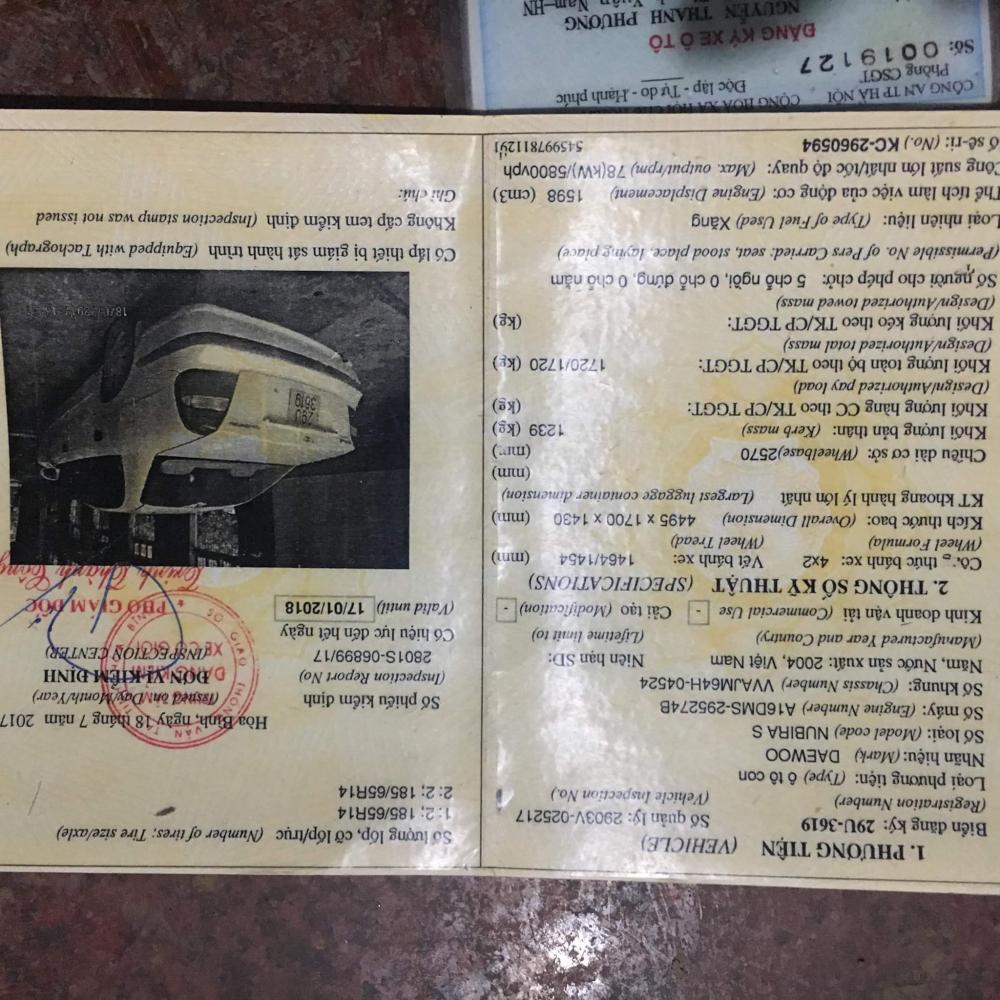 1. PHƯƠNG TIỆN (VEHICLE)
Biển đăng ký: 29U-3619
(Registration Number)
Số quản lý: 2903V-025217
(Vehicle Inspection No.)
Loại phương tiện: (Type) ô tô con
Nhãn hiệu: (Mark) DAEWOO
Số loại: (Model code) NUBIRA S
Số máy: (Engine Number) A16DMS-295274B
Số khung: (Chassis Number) VVAJM64H-04524
Năm, Nước sản xuất: 2004, Việt Nam
(Manufactured Year and Country)
Niên hạn SD:
(Lifetime limit to)
Kinh doanh vận tải (Commercial Use) - Cải tạo (Modification) -
2. THÔNG SỐ KỸ THUẬT (SPECIFICATIONS)
thức bánh xe: 4X2 Vết bánh xe: 1464/1454 (mm)
(Wheel Formula) (Wheel Tread)
Kích thước bao: (Overall Dimension) 4495 x 1700 x 1430 (mm)
KT khoang hành lý lớn nhất (Largest luggage container dimension)
(mm)
Chiều dài cơ sở: (Wheelbase)2570 (mm)
Khối lượng bản thân: (Kerb mass) 1239 (kg)
Khối lượng hàng CC theo TK/CP TGGT: (kg)
(Design/Authorized pay load)
Khối lượng toàn bộ theo TK/CP TGGT: 1720/1720 (kg)
(Design/Authorized total mass)
Khối lượng kéo theo TK/CP TGGT: (kg)
(Design/Authorized towed mass)
Số người cho phép chở: 5 chỗ ngồi, 0 chỗ đứng, 0 chỗ nằm
(Permissible No. of Pers Carried: seat, stood place, laying place)
Loại nhiên liệu: (Type of Fuel Used) Xăng
Thể tích làm việc của động cơ: (Engine Displacement) 1598 (cm3)
Công suất lớn nhất/tốc độ quay: (Max. output/rpm) 78(kW)/5800vph
Số sê-ri: (No.) KC-2960594
545997811291
Số lượng lốp, cỡ lốp/trục (Number of tires; Tire size/axle)
1: 2; 185/65R14
2: 2; 185/65R14
Hòa Bình, ngày 18 tháng 7 năm 2017
(Issued on: Day/Month/Year)
Số phiếu kiểm định
(Inspection Report No)
2801S-06899/17
Có hiệu lực đến hết ngày
(Valid until) 17/01/2018
ĐƠN VỊ KIỂM ĐỊNH
(INSPECTION CENTER)
PHÓ GIÁM ĐỐC
29U
3619
Có lắp thiết bị giám sát hành trình (Equipped with Tachograph)
Không cấp tem kiểm định (Inspection stamp was not issued
Ghi chú:
CÔNG AN TP HÀ NỘI
Phòng CSGT
Số: 0019127
Độc lập - Tự do - Hạnh phúc
ĐĂNG KÝ XE Ô TÔ
NGUYỄN THANH PHƯƠNG